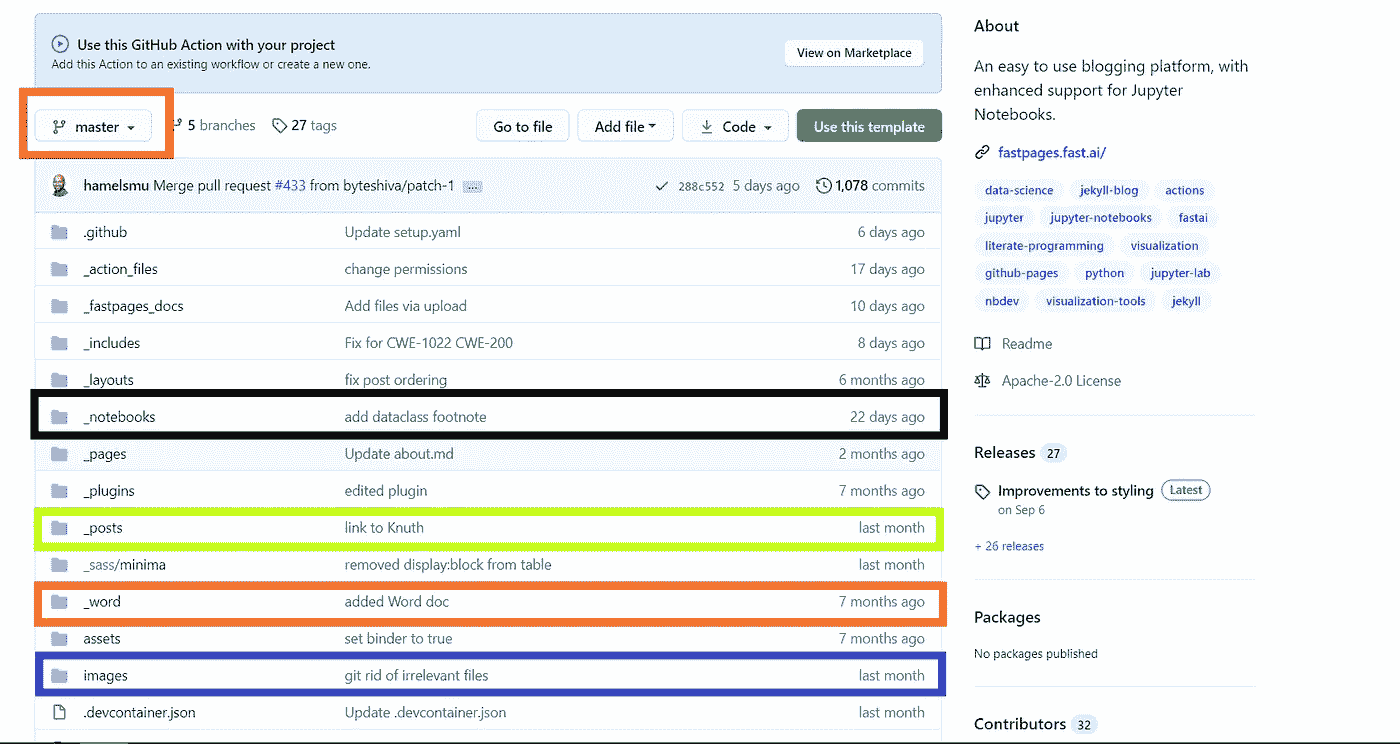 Use this GitHub Action with your project
Add this Action to an existing workflow or create a new one.
View on Marketplace
master
5 branches
27 tags
Go to file
Add file
Code
Use this template
hamelsmu Merge pull request #433 from byteshiva/patch-1 ...
288c552 5 days ago
1,078 commits
.github Update setup.yaml 6 days ago
_action_files change permissions 17 days ago
_fastpages_docs Add files via upload 10 days ago
_includes Fix for CWE-1022 CWE-200 8 days ago
_layouts fix post ordering 6 months ago
_notebooks add dataclass footnote 22 days ago
_pages Update about.md 2 months ago
_plugins edited plugin 7 months ago
_posts link to Knuth last month
_sass/minima removed display:block from table last month
_word added Word doc 7 months ago
assets set binder to true 7 months ago
images git rid of irrelevant files last month
.devcontainer.json Update .devcontainer.json last month
About
An easy to use blogging platform, with
enhanced support for Jupyter
Notebooks.
fastpages.fast.ai/
data-science jekyll-blog actions
jupyter jupyter-notebooks fastai
literate-programming visualization
github-pages python jupyter-lab
nbdev visualization-tools jekyll
Readme
Apache-2.0 License
Releases 27
Improvements to styling Latest
on Sep 6
+ 26 releases
Packages
No packages published
Contributors 32